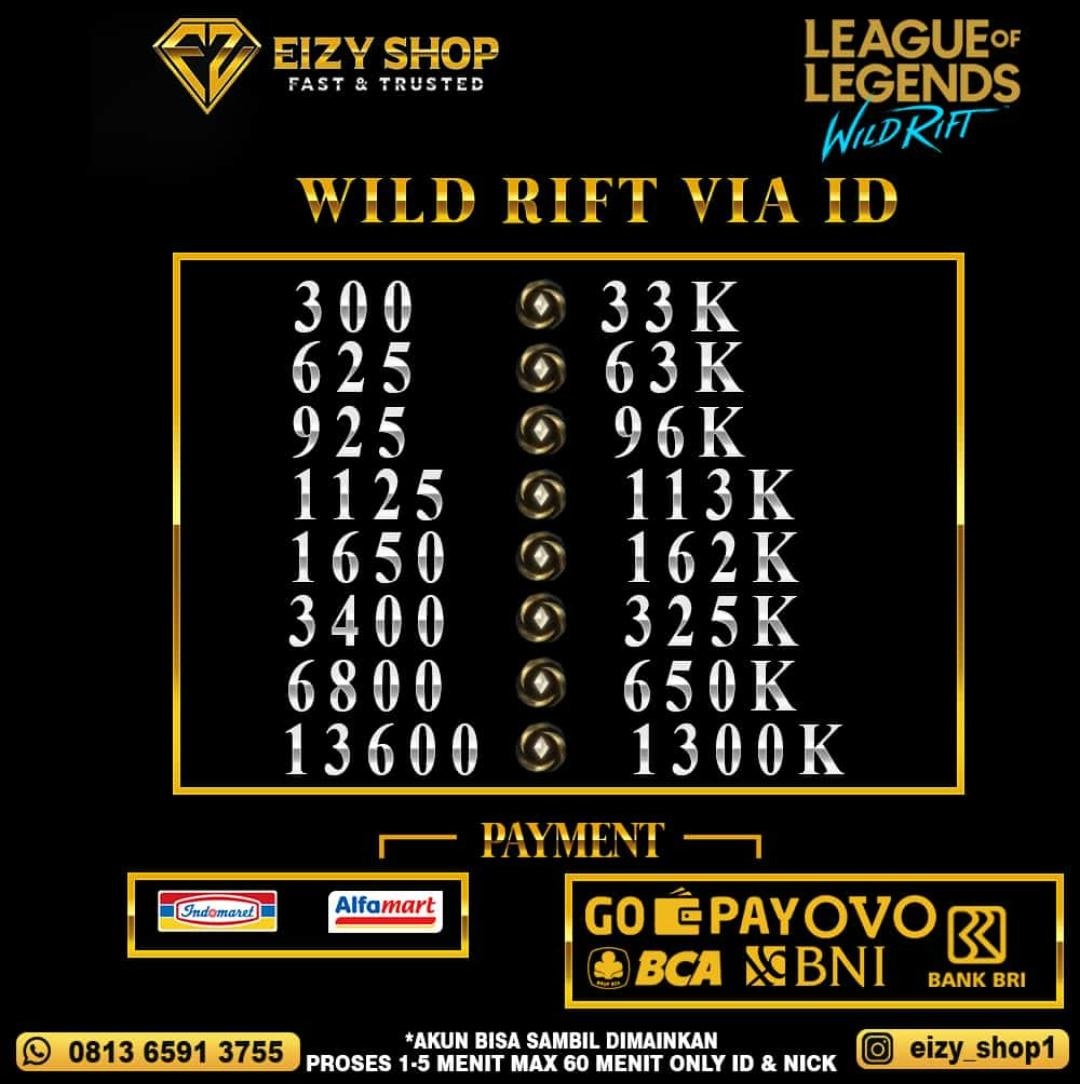 EIZY SHOP
FAST & TRUSTED
LEAGUE OF
LEGENDS
WILD RIFT
WILD RIFT VIA ID
300 33K
625 63K
925 96K
1125 113K
1650 162K
3400 325K
6800 650K
13600 1300K
PAYMENT
Indomaret Alfamart
GO PAY OVO
BCA BNI BANK BRI
0813 6591 3755
*AKUN BISA SAMBIL DIMAINKAN
PROSES 1-5 MENIT MAX 60 MENIT ONLY ID & NICK
eizy_shop1